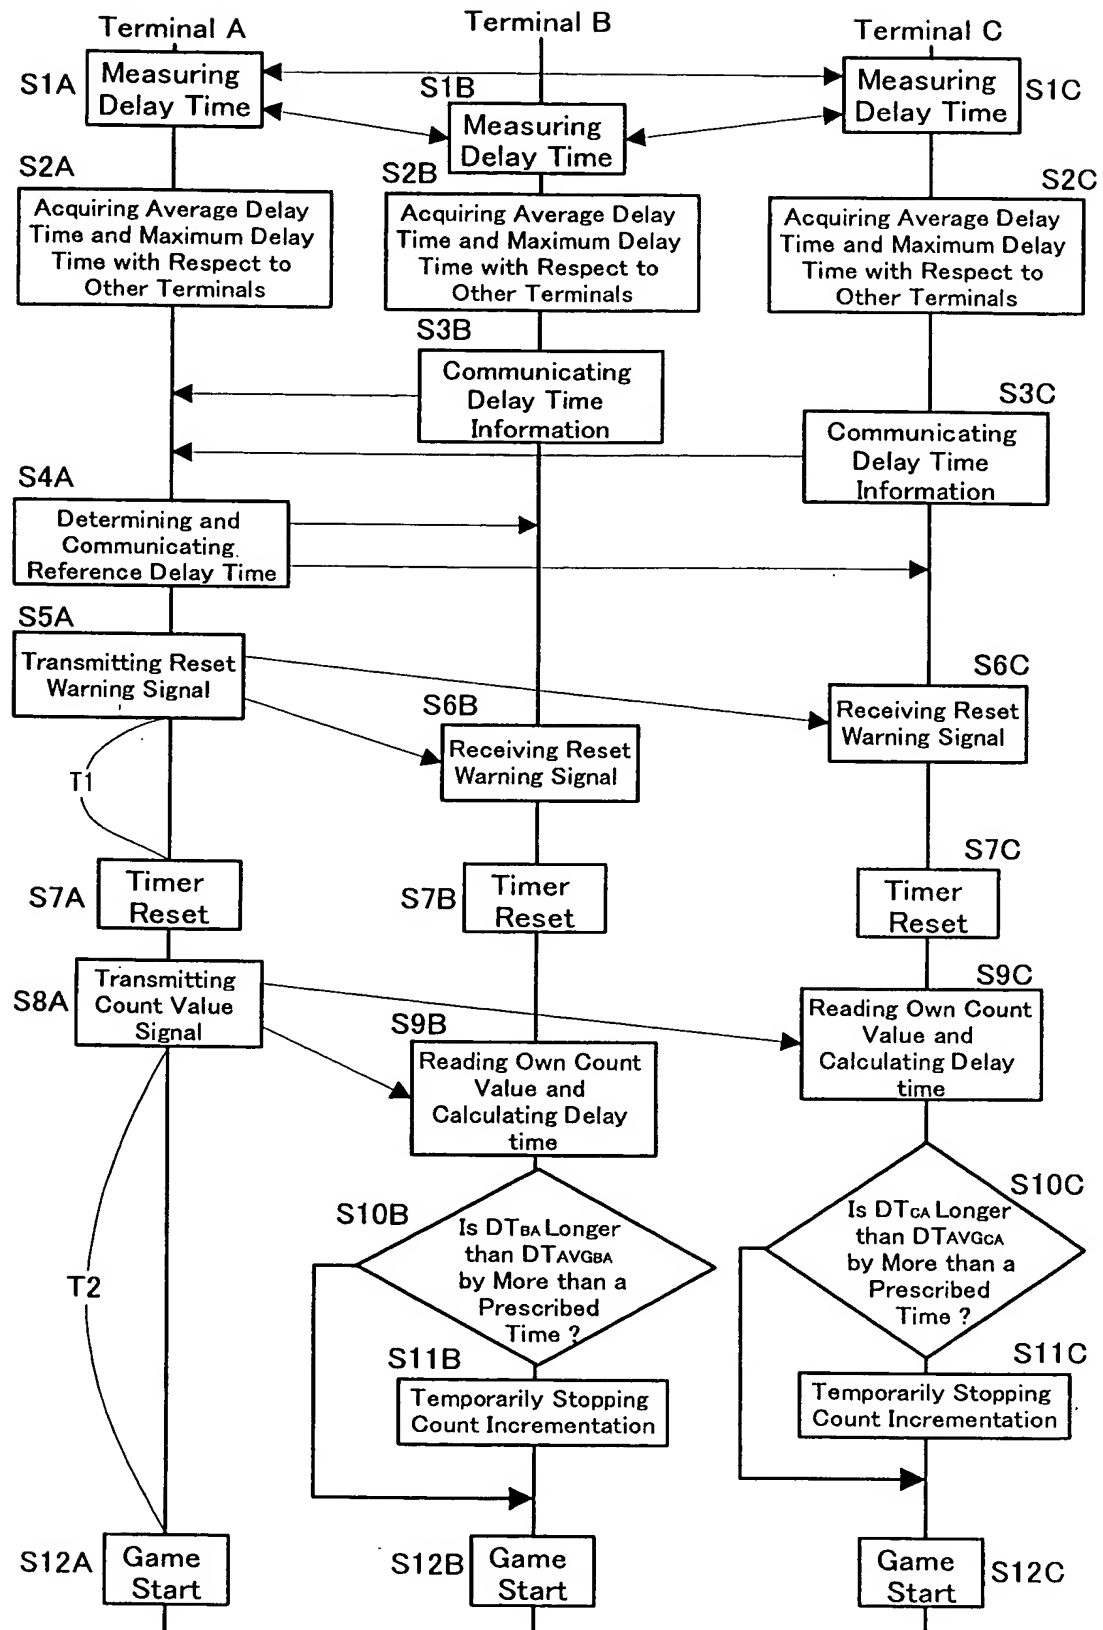 Terminal A
Terminal B
Terminal C
S1A
Measuring
Delay Time
S1B
Measuring
Delay Time
Measuring
Delay Time
S1C
S2A
Acquiring Average Delay
Time and Maximum Delay
Time with Respect to
Other Terminals
S2B
Acquiring Average Delay
Time and Maximum Delay
Time with Respect to
Other Terminals
S2C
Acquiring Average Delay
Time and Maximum Delay
Time with Respect to
Other Terminals
S3B
Communicating
Delay Time
Information
S3C
Communicating
Delay Time
Information
S4A
Determining and
Communicating
Reference Delay Time
S5A
Transmitting Reset
Warning Signal
S6B
Receiving Reset
Warning Signal
S6C
Receiving Reset
Warning Signal
T1
S7A
Timer
Reset
S7B
Timer
Reset
S7C
Timer
Reset
S8A
Transmitting
Count Value
Signal
S9B
Reading Own Count
Value and
Calculating Delay
time
S9C
Reading Own Count
Value and
Calculating Delay
time
T2
S10B
Is DTBA Longer
than DTAVGBA
by More than a
Prescribed
Time ?
S10C
Is DTCA Longer
than DTAVGCA
by More than a
Prescribed
Time ?
S11B
Temporarily Stopping
Count Incrementation
S11C
Temporarily Stopping
Count Incrementation
S12A
Game
Start
S12B
Game
Start
Game
Start
S12C